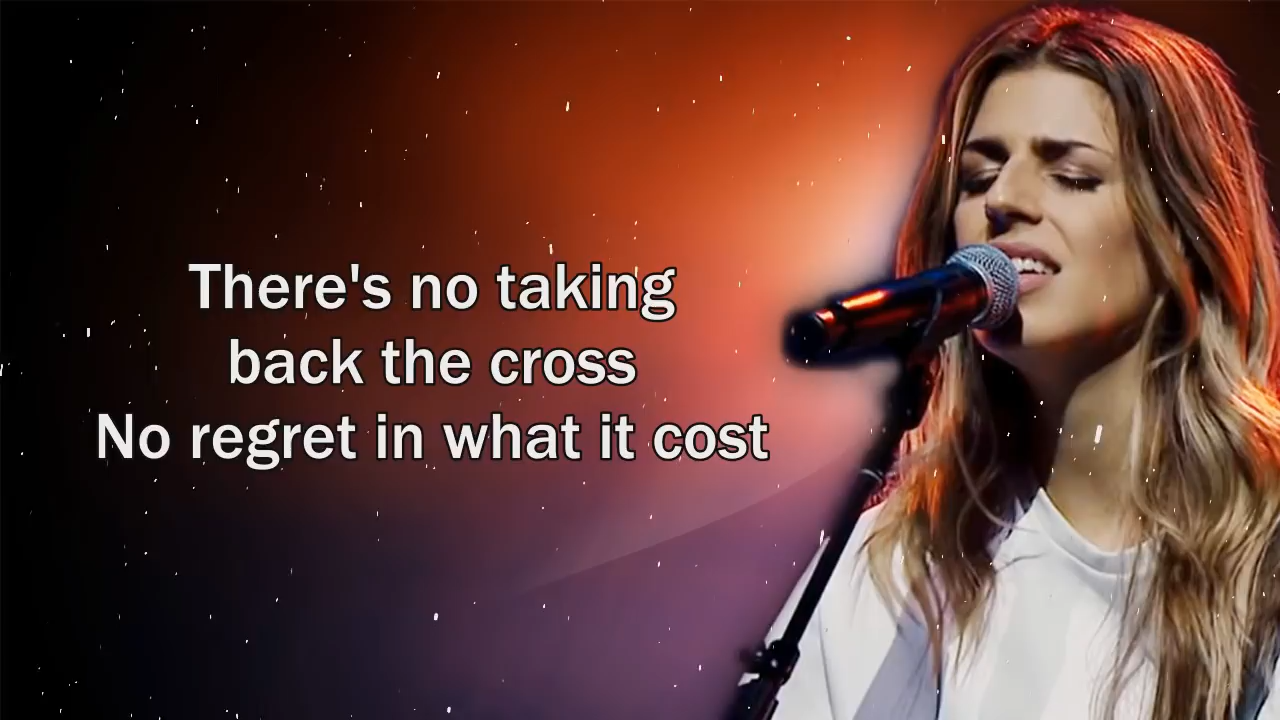 There's no taking
back the cross
No regret in what it cost